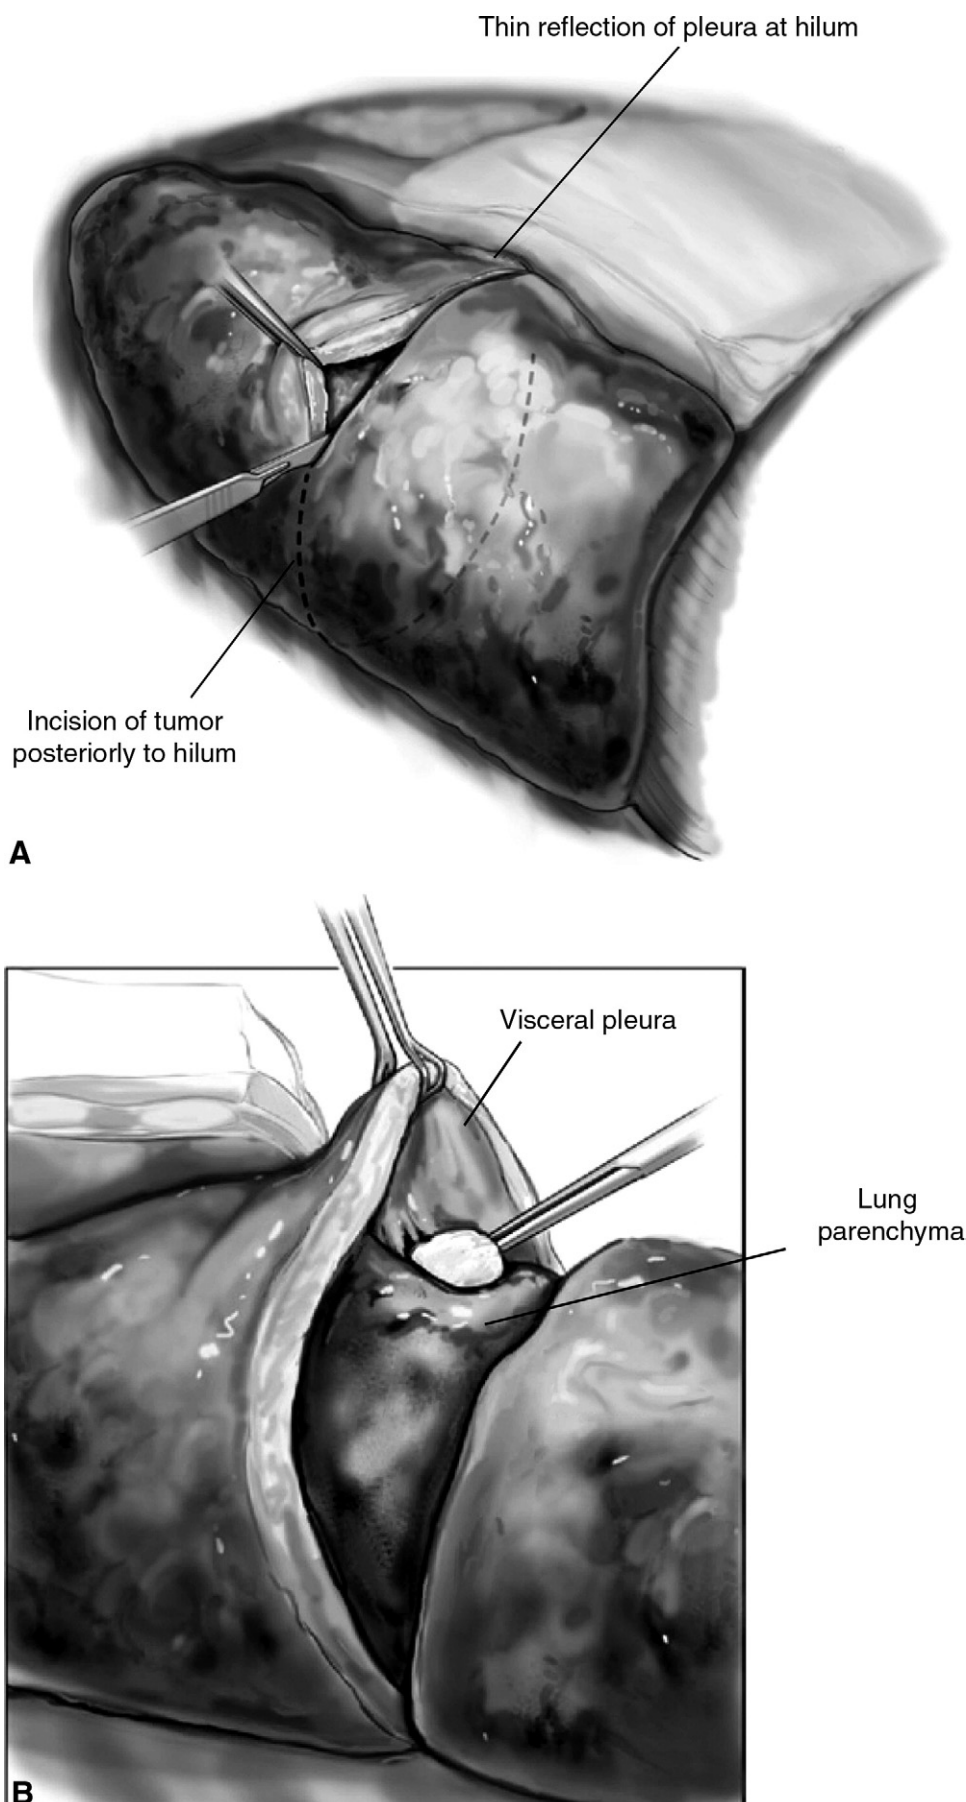 Thin reflection of pleura at hilum
Incision of tumor
posteriorly to hilum
A
Visceral pleura
Lung
parenchyma
B